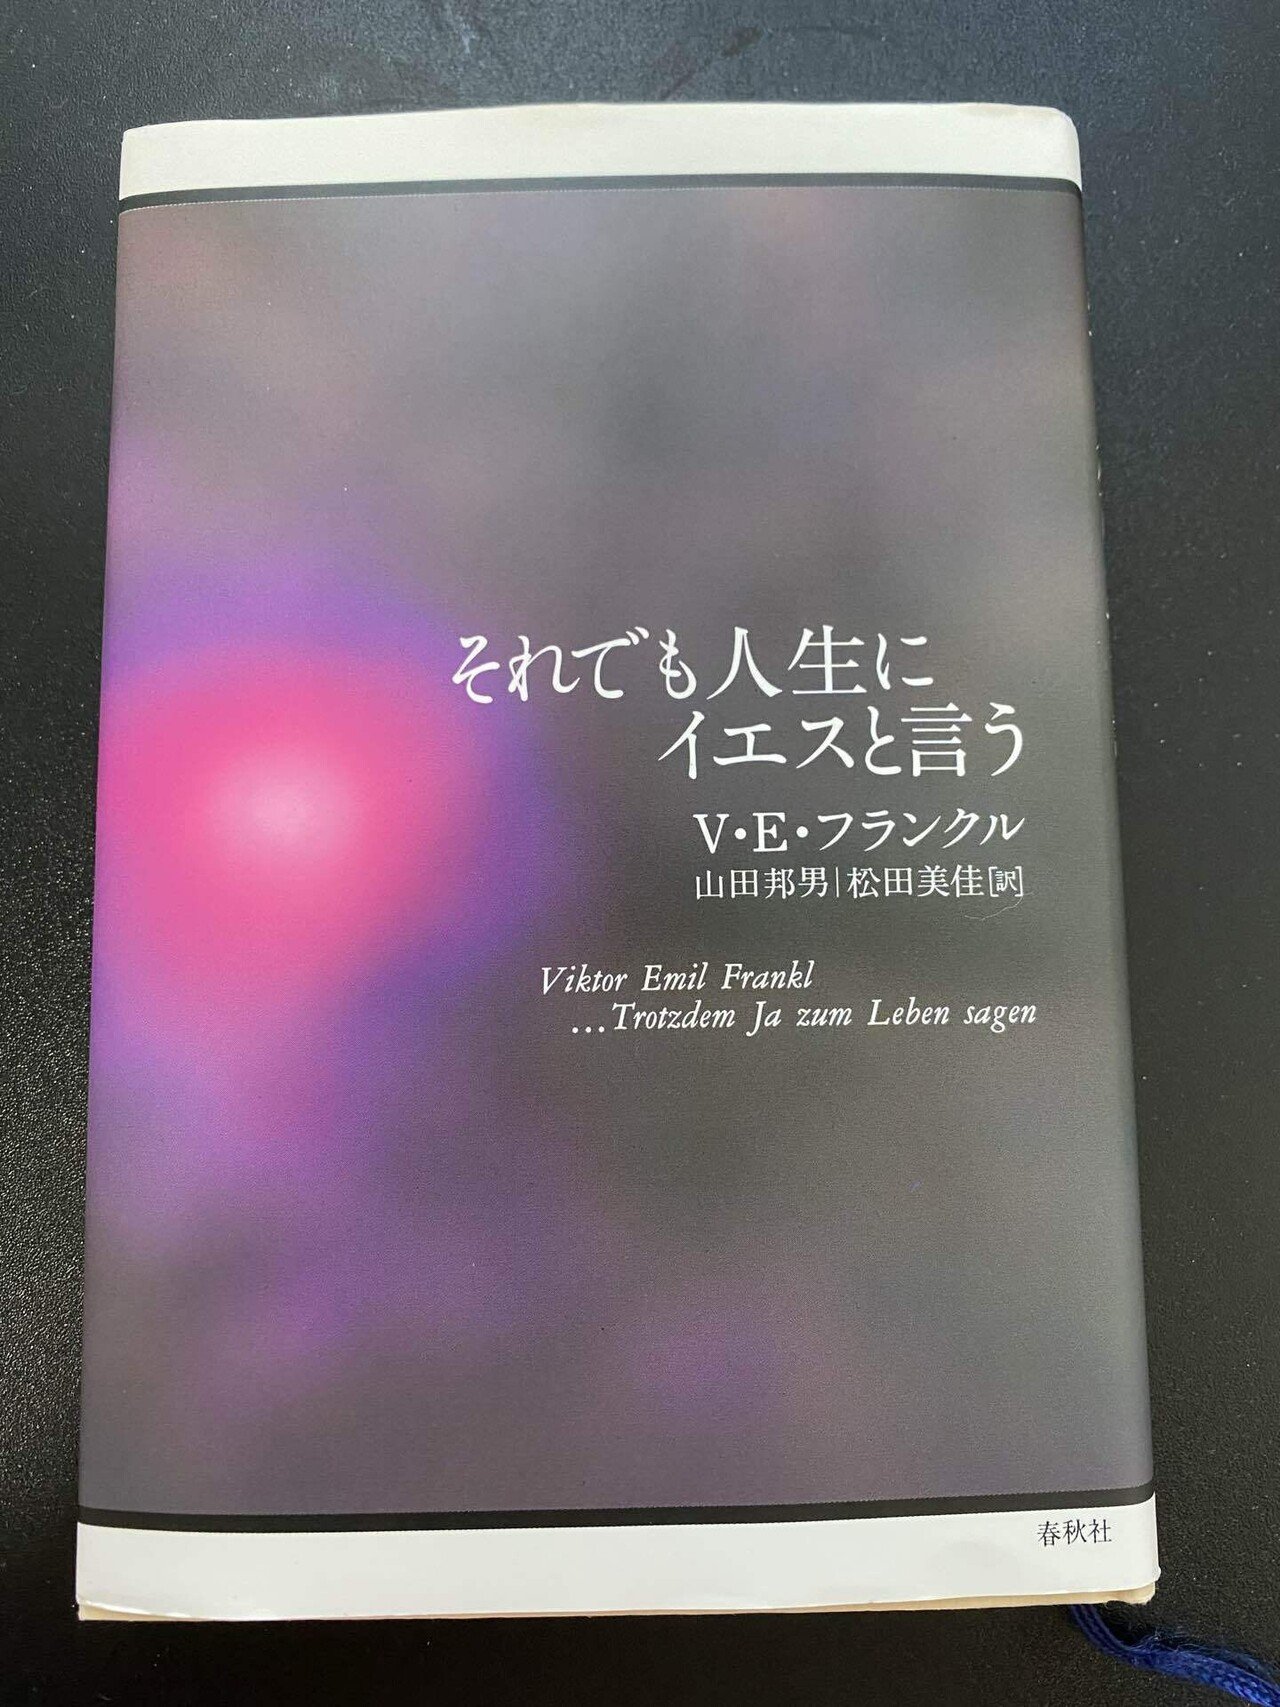 それでも人生に
イエスと言う
V・E・フランクル
山田邦男|松田美佳[訳]
Viktor Emil Frankl
...Trotzdem Ja zum Leben sagen
春秋社